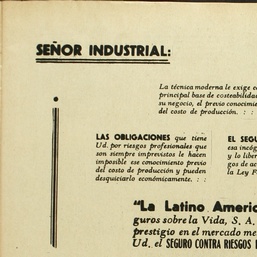 SEÑOR INDUSTRIAL:
La técnica moderna le exige c
principal base de costeabilida
su negocio, el previo conocimie
del costo de producción. : :
LAS OBLIGACIONES que tiene
Ud. por riesgos profesionales que
son siempre imprevistos le hacen
imposible ese conocimiento previo
del costo de producción y pueden
desquiciarlo económicamente. : :
EL SEGU
esa incóg
y lo liber
gos de ac
la Ley F
"La Latino Americ
guros sobre la Vida, S. A.
prestigio en el mercado me
Ud. el SEGURO CONTRA RIESGOS P